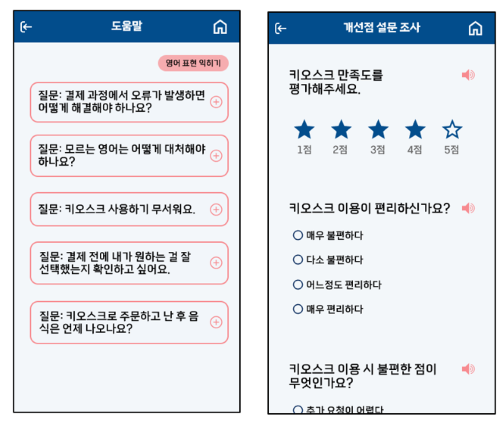 도움말
영어 표현 익히기
질문: 결제 과정에서 오류가 발생하면
어떻게 해결해야 하나요?
질문: 모르는 영어는 어떻게 대처해야
하나요?
질문: 키오스크 사용하기 무서워요.
질문: 결제 전에 내가 원하는 걸 잘
선택했는지 확인하고 싶어요.
질문: 키오스크로 주문하고 난 후 음
식은 언제 나오나요?
개선점 설문 조사
키오스크 만족도를
평가해주세요.
1점 2점 3점 4점 5점
키오스크 이용이 편리하신가요?
매우 불편하다
다소 불편하다
어느정도 편리하다
매우 편리하다
키오스크 이용 시 불편한 점이
무엇인가요?
추가 요청이 어렵다